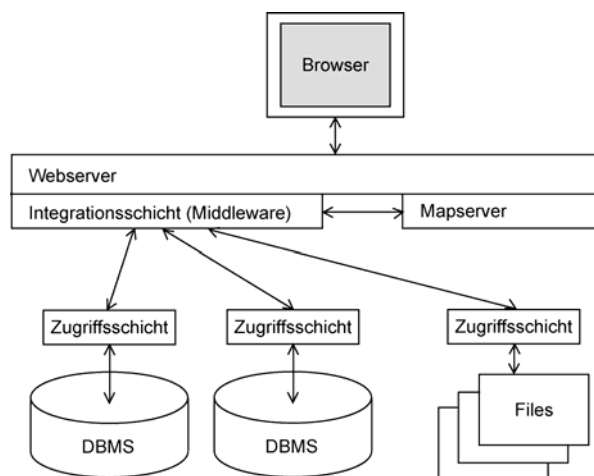 Browser
Webserver
Integrationsschicht (Middleware)
Mapserver
Zugriffsschicht
Zugriffsschicht
Zugriffsschicht
DBMS
DBMS
Files